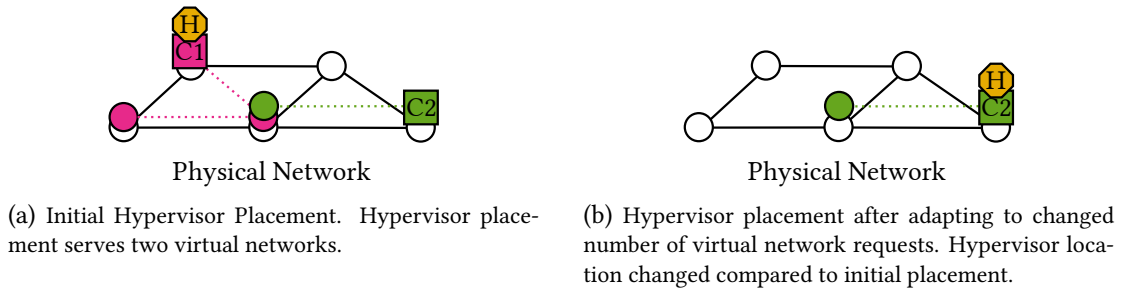 H
C1
C2
Physical Network
(a) Initial Hypervisor Placement. Hypervisor place-
ment serves two virtual networks.
H
C2
Physical Network
(b) Hypervisor placement after adapting to changed
number of virtual network requests. Hypervisor loca-
tion changed compared to initial placement.